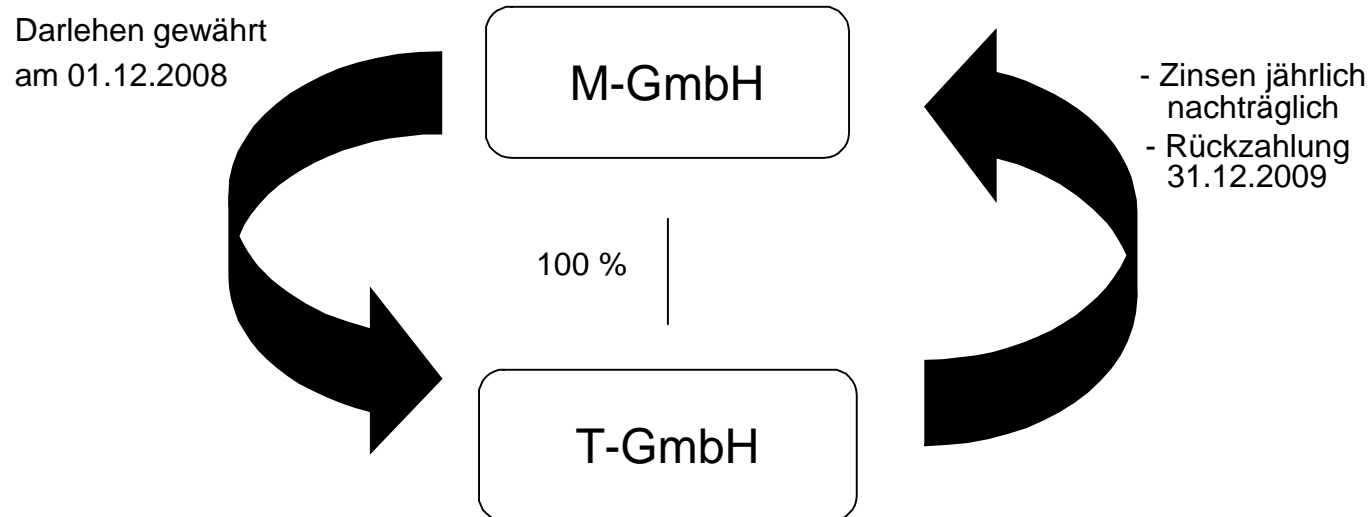 Darlehen gewährt
am 01.12.2008
M-GmbH
- Zinsen jährlich
nachträglich
- Rückzahlung
31.12.2009
100 %
T-GmbH